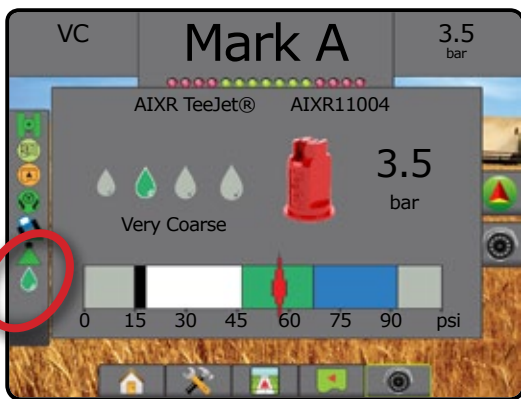 VC
Mark A
3.5
bar
AIXR TeeJet® AIXR11004
3.5
bar
Very Coarse
0 15 30 45 60 75 90 psi